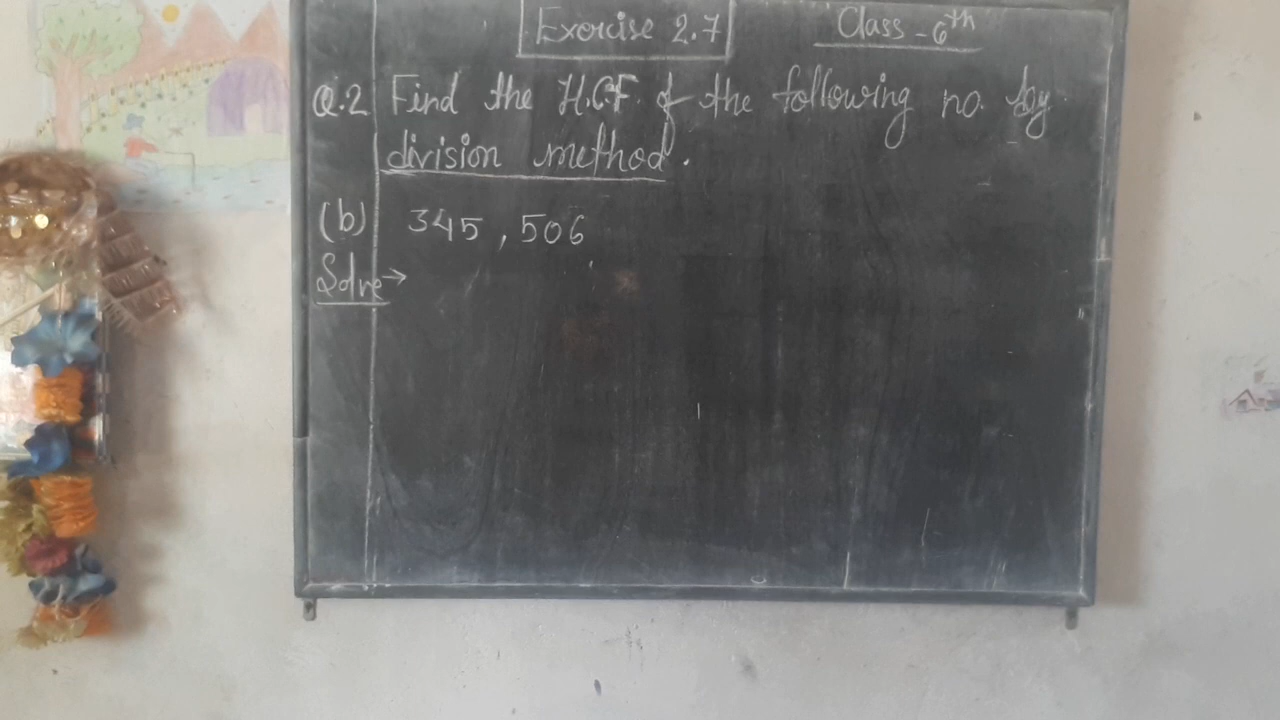 Exercise 2.7 Class - 6th
Q.2 Find the H.C.F. of the following no. by
division method.
(b) 345, 506
Solve →